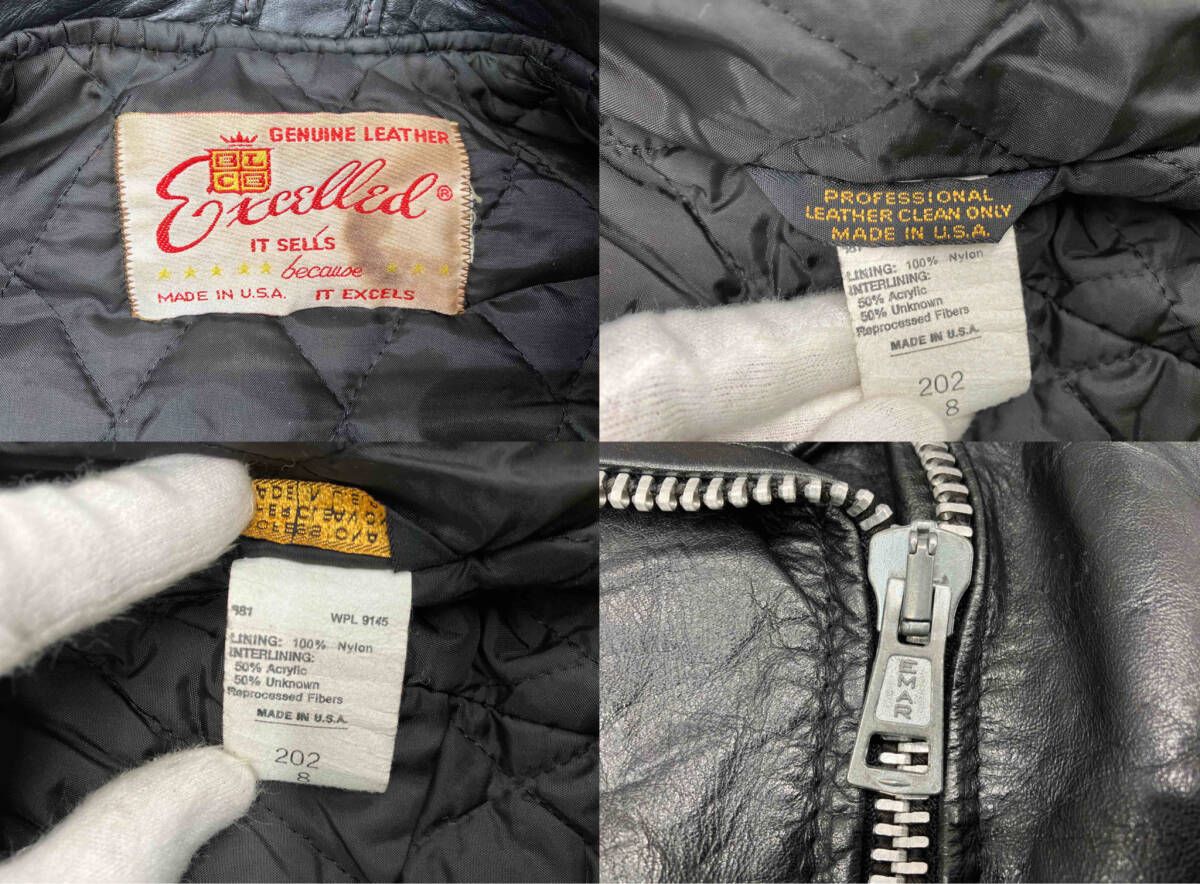 GENUINE LEATHER
Excelled ®
IT SELLS
because
MADE IN U.S.A. IT EXCELS
PROFESSIONAL
LEATHER CLEAN ONLY
MADE IN U.S.A.
LINING: 100% Nylon
INTERLINING:
50% Acrylic
50% Unknown
Reprocessed Fibers
MADE IN U.S.A.
202
8
981 WPL 9145
LINING: 100% Nylon
INTERLINING:
50% Acrylic
50% Unknown
Reprocessed Fibers
MADE IN U.S.A.
202
8
EMAR